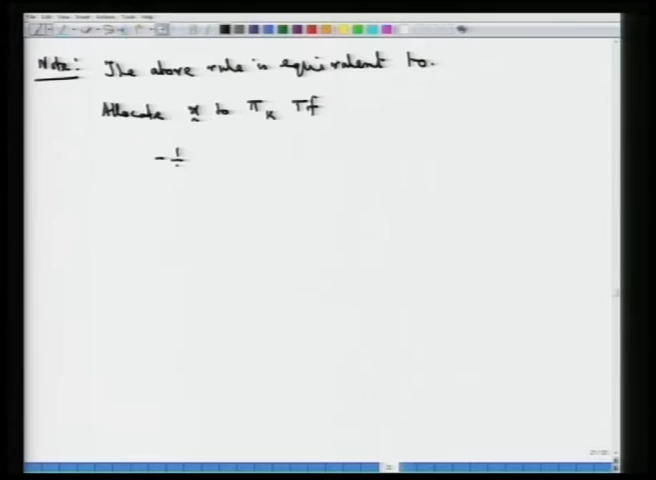 Note: The above rule is equivalent to.
Allocate x to π_k If
- 1